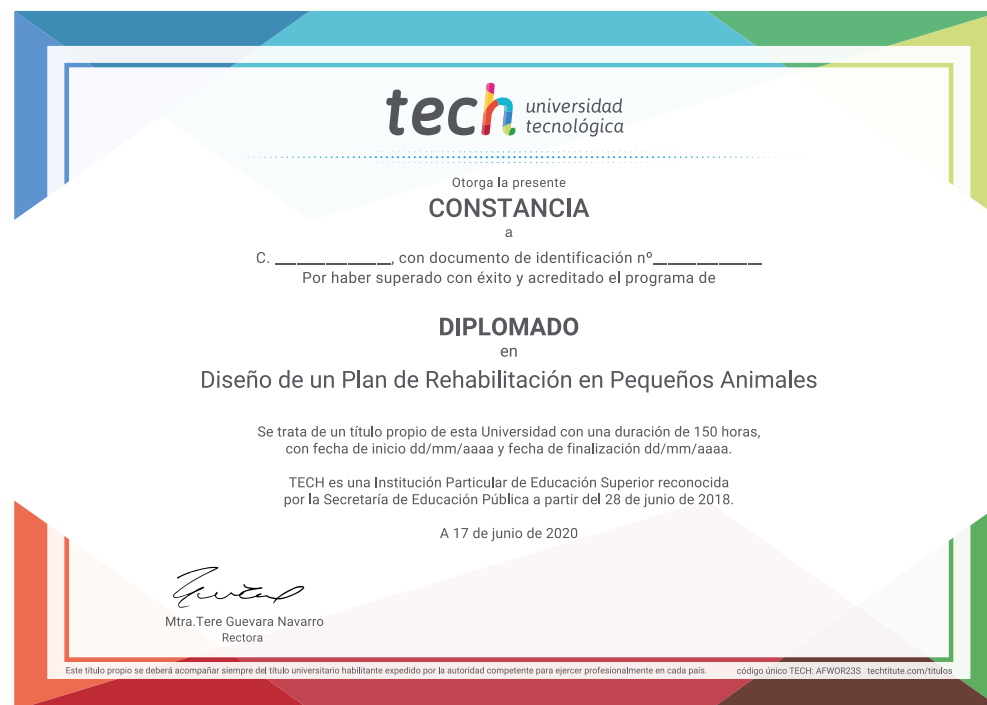 tech universidad
tecnológica
Otorga la presente
CONSTANCIA
a
C. ______________, con documento de identificación nº_____________
Por haber superado con éxito y acreditado el programa de
DIPLOMADO
en
Diseño de un Plan de Rehabilitación en Pequeños Animales
Se trata de un título propio de esta Universidad con una duración de 150 horas,
con fecha de inicio dd/mm/aaaa y fecha de finalización dd/mm/aaaa.
TECH es una Institución Particular de Educación Superior reconocida
por la Secretaría de Educación Pública a partir del 28 de junio de 2018.
A 17 de junio de 2020
Mtra.Tere Guevara Navarro
Rectora
Este título propio se deberá acompañar siempre del título universitario habilitante expedido por la autoridad competente para ejercer profesionalmente en cada país. código único TECH: AFWOR23S techtitute.com/titulos